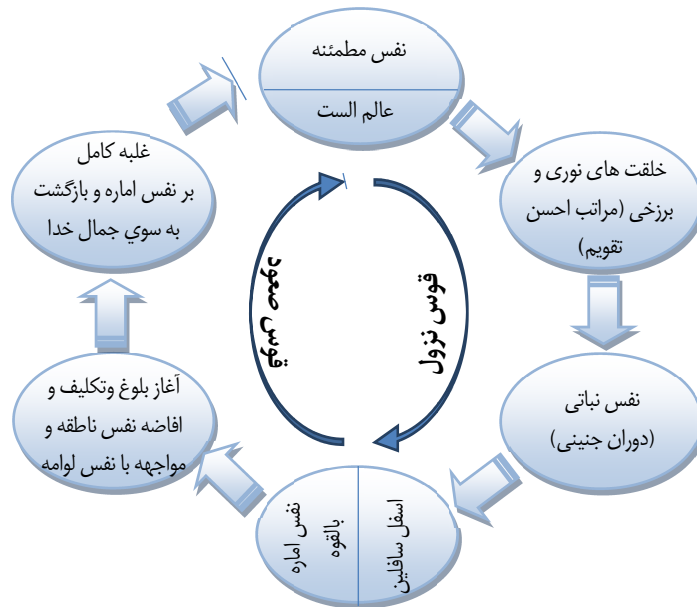 نفس مطمئنه
عالم الست
خلقت های نوری و
برزخی (مراتب احسن
تقویم)
نفس نباتی
(دوران جنینی)
اسفل سافلین
نفس اماره
بالقوه
آغاز بلوغ وتکلیف و
افاضه نفس ناطقه و
مواجهه با نفس لوامه
غلبه کامل
بر نفس اماره و بازگشت
به سوي جمال خدا
قوس نزول
قوس صعود